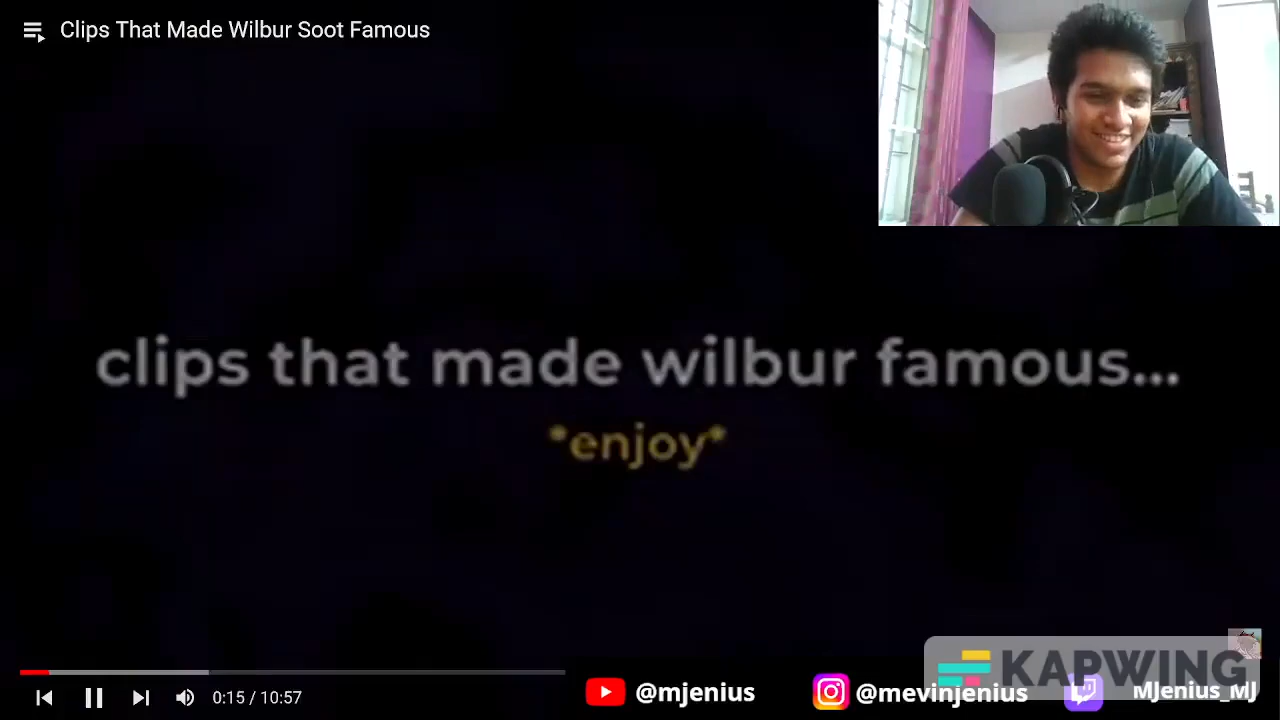 Clips That Made Wilbur Soot Famous
clips that made wilbur famous...
*enjoy*
KAPWING
0:15 / 10:57
@mjenius
@mevinjenius
MJenius_MJ